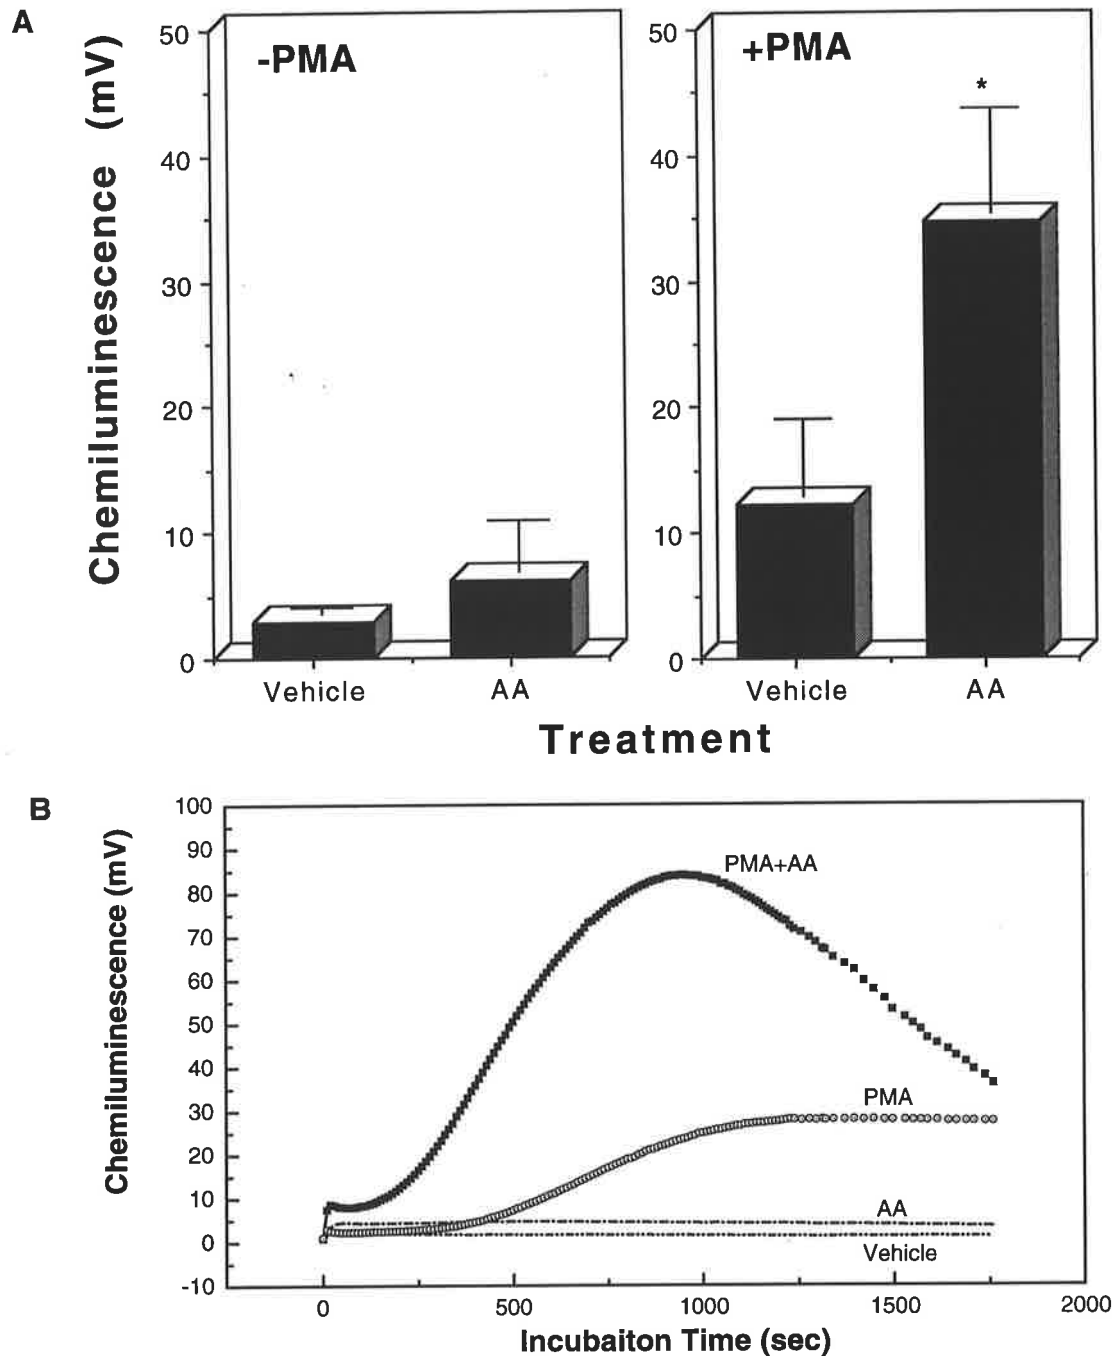 A
Chemiluminescence (mV)
-PMA
50
40
30
20
10
0
Vehicle
AA
+PMA
*
50
40
30
20
10
0
Vehicle
AA
Treatment
B
Chemiluminescence (mV)
100
90
80
70
60
50
40
30
20
10
0
-10
PMA+AA
PMA
AA
Vehicle
0
500
1000
1500
2000
Incubaiton Time (sec)